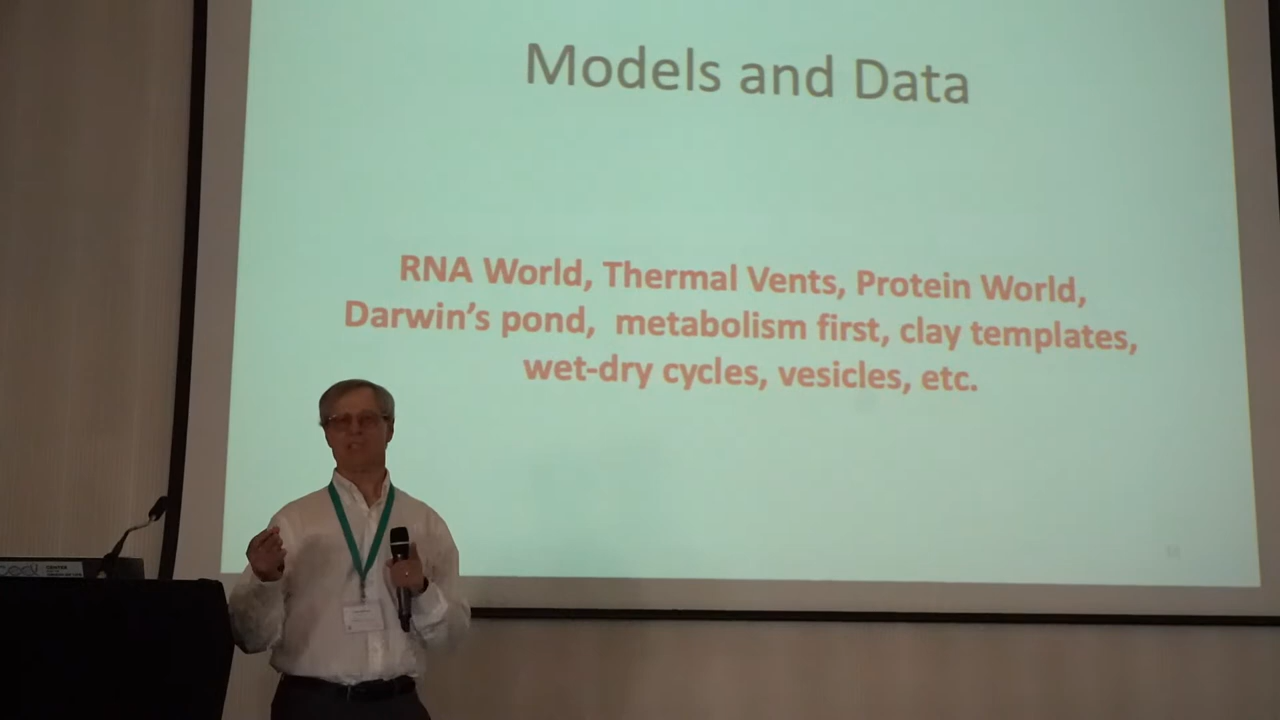 Models and Data
RNA World, Thermal Vents, Protein World,
Darwin's pond, metabolism first, clay templates,
wet-dry cycles, vesicles, etc.
CENTER